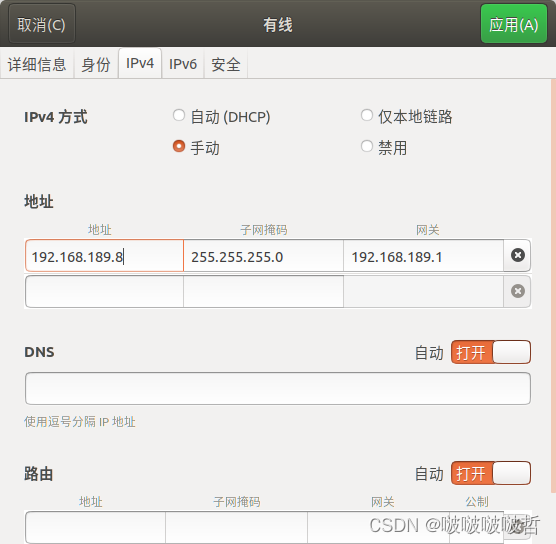 取消(C) 有线 应用(A)
详细信息 身份 IPv4 IPv6 安全
IPv4 方式 自动 (DHCP) 仅本地链路
手动 禁用
地址
地址 子网掩码 网关
192.168.189.8 255.255.255.0 192.168.189.1
DNS 自动 打开
使用逗号分隔 IP 地址
路由 自动 打开
地址 子网掩码 网关 公制
CSDN @啵啵啵啵哲